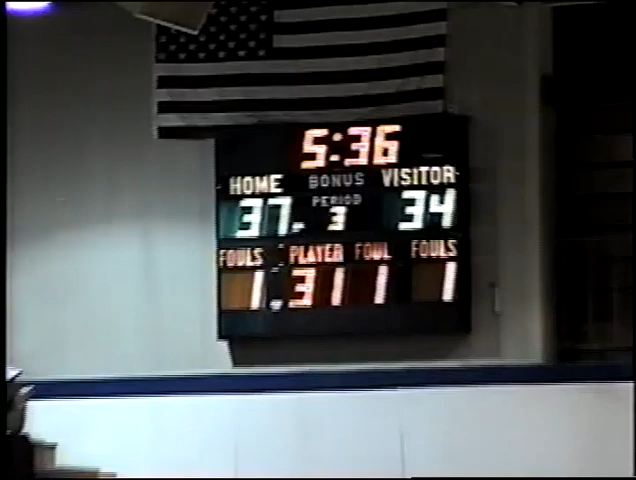 5:36
HOME BONUS VISITOR
PERIOD
37 3 34
FOULS PLAYER FOUL FOULS
1 31 1 1